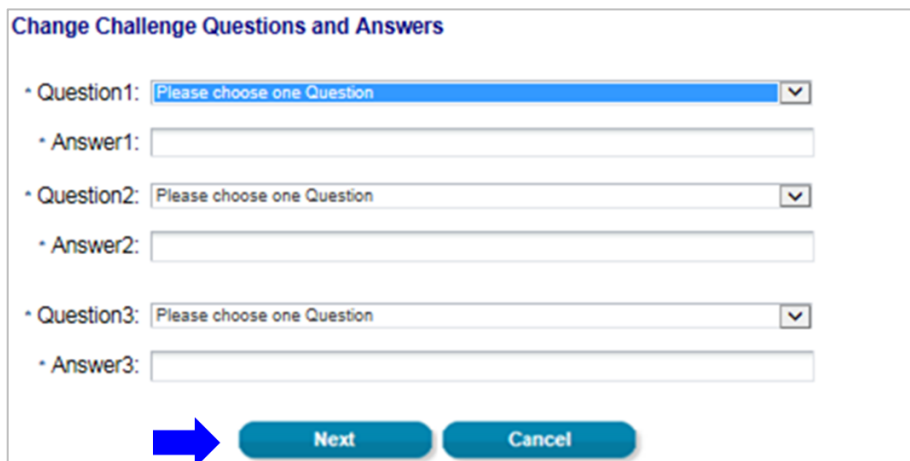 Change Challenge Questions and Answers
* Question1: Please choose one Question
* Answer1:
* Question2: Please choose one Question
* Answer2:
* Question3: Please choose one Question
* Answer3:
Next Cancel